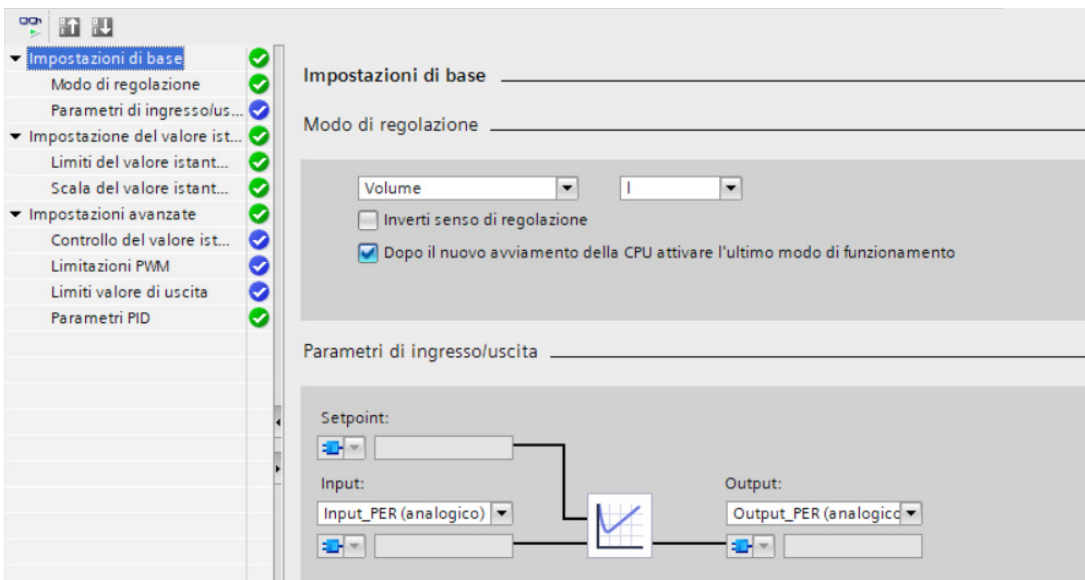 Impostazioni di base
Modo di regolazione
Parametri di ingresso/us...
Impostazione del valore ist...
Limiti del valore istant...
Scala del valore istant...
Impostazioni avanzate
Controllo del valore ist...
Limitazioni PWM
Limiti valore di uscita
Parametri PID
Impostazioni di base
Modo di regolazione
Volume
l
Inverti senso di regolazione
Dopo il nuovo avviamento della CPU attivare l'ultimo modo di funzionamento
Parametri di ingresso/uscita
Setpoint:
Input:
Output:
Input_PER (analogico)
Output_PER (analogico